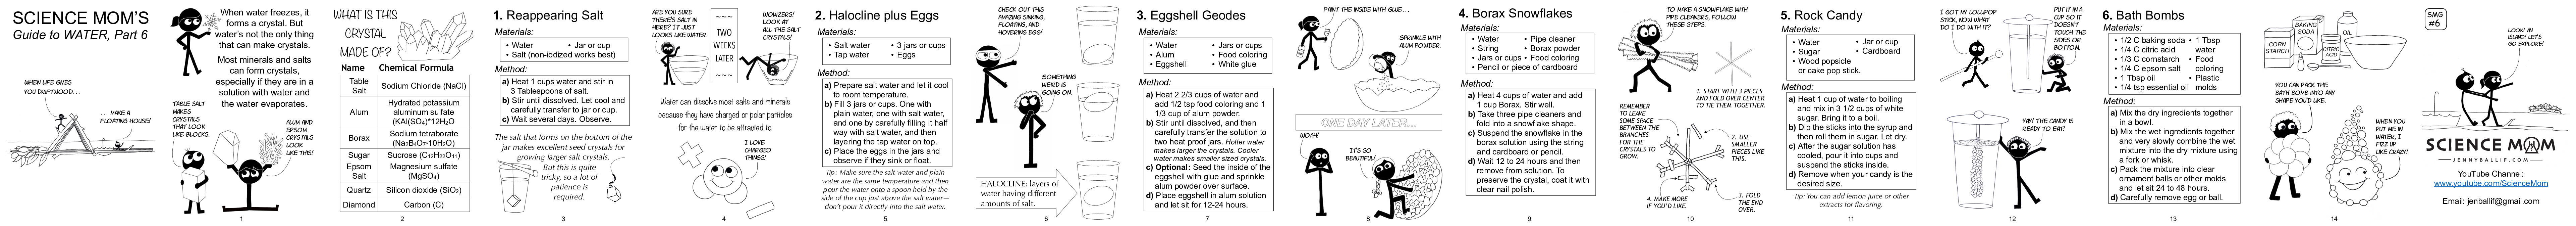 SCIENCE MOM'S
Guide to WATER, Part 6
WHEN LIFE GIVES
YOU DRIFTWOOD...
... MAKE A
FLOATING HOUSE!
When water freezes, it
forms a crystal. But
water's not the only thing
that can make crystals.
Most minerals and salts
can form crystals,
especially if they are in a
solution with water and
the water evaporates.
TABLE SALT
MAKES
CRYSTALS
THAT LOOK
LIKE BLOCKS.
ALUM AND
EPSOM
CRYSTALS
LOOK
LIKE THIS!
1
WHAT IS THIS
CRYSTAL
MADE OF?
Name Chemical Formula
Table
Salt
Sodium Chloride (NaCl)
Alum
Hydrated potassium
aluminum sulfate
(KAl(SO₄)*12H₂O
Borax
Sodium tetraborate
(Na₂B₄O₇·10H₂O)
Sugar
Sucrose (C₁₂H₂₂O₁₁)
Epsom
Salt
Magnesium sulfate
(MgSO₄)
Quartz
Silicon dioxide (SiO₂)
Diamond
Carbon (C)
2
1. Reappearing Salt
Materials:
• Water • Jar or cup
• Salt (non-iodized works best)
Method:
a) Heat 1 cups water and stir in
3 Tablespoons of salt.
b) Stir until dissolved. Let cool and
carefully transfer to jar or cup.
c) Wait several days. Observe.
The salt that forms on the bottom of the
jar makes excellent seed crystals for
growing larger salt crystals.
But this is quite
tricky, so a lot of
patience is
required.
3
ARE YOU SURE
THERE'S SALT IN
HERE? IT JUST
LOOKS LIKE WATER.
~~~
TWO
WEEKS
LATER
~~~
WOWZERS!
LOOK AT
ALL THE SALT
CRYSTALS!
Water can dissolve most salts and minerals
because they have charged or polar particles
for the water to be attracted to.
I LOVE
CHARGED
THINGS!
4
2. Halocline plus Eggs
Materials:
• Salt water • 3 jars or cups
• Tap water • Eggs
Method:
a) Prepare salt water and let it cool
to room temperature.
b) Fill 3 jars or cups. One with
plain water, one with salt water,
and one by carefully filling it half
way with salt water, and then
layering the tap water on top.
c) Place the eggs in the jars and
observe if they sink or float.
Tip: Make sure the salt water and plain
water are the same temperature and then
pour the water onto a spoon held by the
side of the cup just above the salt water—
don't pour it directly into the salt water.
5
CHECK OUT THIS
AMAZING SINKING,
FLOATING, AND
HOVERING EGG!
SOMETHING
WEIRD IS
GOING ON.
HALOCLINE: layers of
water having different
amounts of salt.
6
3. Eggshell Geodes
Materials:
• Water • Jars or cups
• Alum • Food coloring
• Eggshell • White glue
Method:
a) Heat 2 2/3 cups of water and
add 1/2 tsp food coloring and 1
1/3 cup of alum powder.
b) Stir until dissolved, and then
carefully transfer the solution to
two heat proof jars. Hotter water
makes larger crystals. Cooler
water makes smaller sized crystals.
c) Optional: Seed the inside of the
eggshell with glue and sprinkle
alum powder over surface.
d) Place eggshell in alum solution
and let sit for 12-24 hours.
7
PAINT THE INSIDE WITH GLUE...
SPRINKLE WITH
ALUM POWDER.
ONE DAY LATER...
WOAH!
IT'S SO
BEAUTIFUL!
8
4. Borax Snowflakes
Materials:
• Water • Pipe cleaner
• String • Borax powder
• Jars or cups • Food coloring
• Pencil or piece of cardboard
Method:
a) Heat 4 cups of water and add
1 cup Borax. Stir well.
b) Take three pipe cleaners and
fold into a snowflake shape.
c) Suspend the snowflake in the
borax solution using the string
and cardboard or pencil.
d) Wait 12 to 24 hours and then
remove from solution. To
preserve the crystal, coat it with
clear nail polish.
9
TO MAKE A SNOWFLAKE WITH
PIPE CLEANERS, FOLLOW
THESE STEPS.
1. START WITH 3 PIECES
AND FOLD OVER CENTER
TO TIE THEM TOGETHER.
REMEMBER
TO LEAVE
SOME SPACE
BETWEEN THE
BRANCHES
FOR THE
CRYSTALS TO
GROW.
2. USE
SMALLER
PIECES LIKE
THIS.
3. FOLD
THE END
OVER.
4. MAKE MORE
IF YOU'D LIKE.
10
5. Rock Candy
Materials:
• Water • Jar or cup
• Sugar • Cardboard
• Wood popsicle
or cake pop stick.
Method:
a) Heat 1 cup of water to boiling
and mix in 3 1/2 cups of white
sugar. Bring it to a boil.
b) Dip the sticks into the syrup and
then roll them in sugar. Let dry.
c) After the sugar solution has
cooled, pour it into cups and
suspend the sticks inside.
d) Remove when your candy is the
desired size.
Tip: You can add lemon juice or other
extracts for flavoring.
11
I GOT MY LOLLIPOP
STICK, NOW WHAT
DO I DO WITH IT?
PUT IT IN A
CUP SO IT
DOESN'T
TOUCH THE
SIDES OR
BOTTOM.
YAY! THE CANDY IS
READY TO EAT!
12
6. Bath Bombs
Materials:
• 1/2 C baking soda • 1 Tbsp
• 1/4 C citric acid water
• 1/3 C cornstarch • Food
• 1/4 C epsom salt coloring
• 1 Tbsp oil • Plastic
• 1/4 tsp essential oil molds
Method:
a) Mix the dry ingredients together
in a bowl.
b) Mix the wet ingredients together
and very slowly combine the wet
mixture into the dry mixture using
a fork or whisk.
c) Pack the mixture into clear
ornament balls or other molds
and let sit 24 to 48 hours.
d) Carefully remove egg or ball.
13
CORN
STARCH
BAKING
SODA
OIL
CITRIC
ACID
YOU CAN PACK THE
BATH BOMB INTO ANY
SHAPE YOU'D LIKE.
WHEN YOU
PUT ME IN
WATER, I
FIZZ UP
LIKE CRAZY!
14
SMG
#6
LOOK! AN
ISLAND! LET'S
GO EXPLORE!
SCIENCE MOM
JENNYBALLIF.COM
YouTube Channel:
www.youtube.com/ScienceMom
Email: jenballif@gmail.com